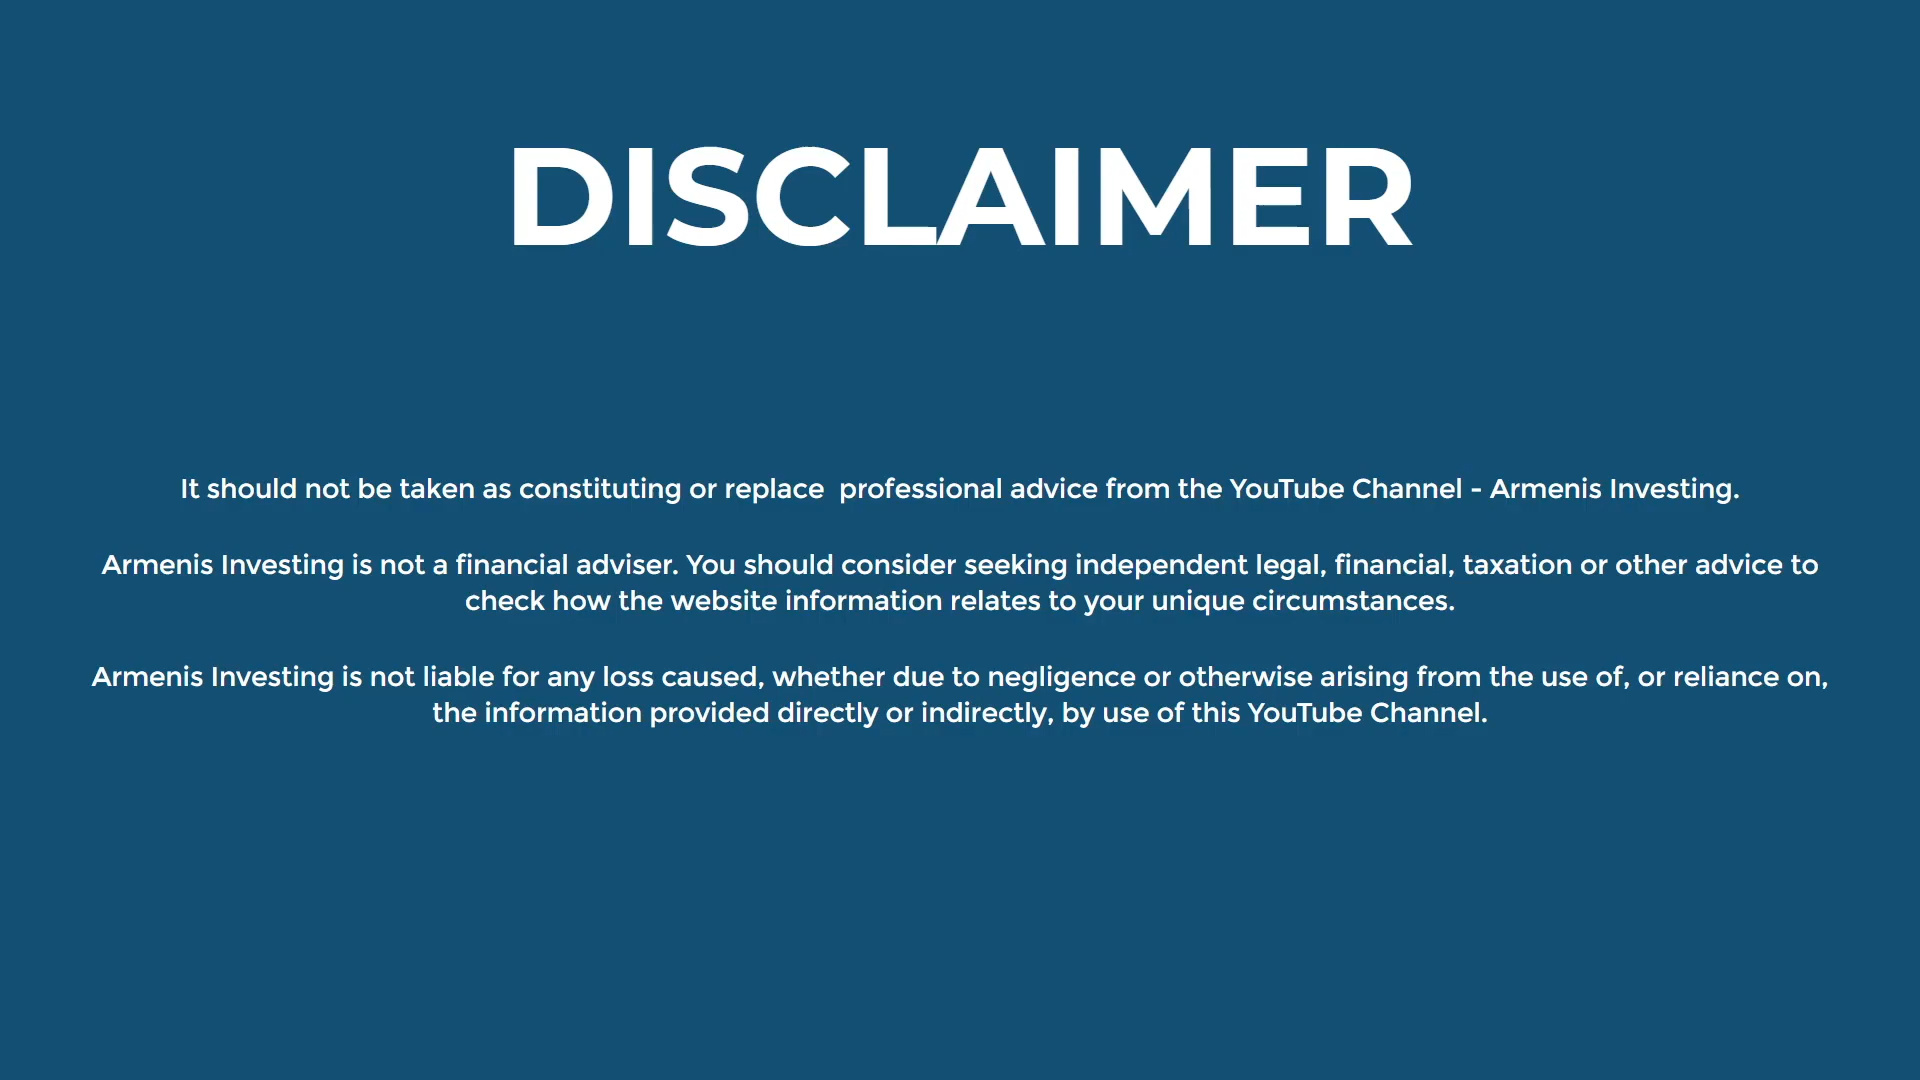 DISCLAIMER
It should not be taken as constituting or replace  professional advice from the YouTube Channel - Armenis Investing.
Armenis Investing is not a financial adviser. You should consider seeking independent legal, financial, taxation or other advice to
check how the website information relates to your unique circumstances.
Armenis Investing is not liable for any loss caused, whether due to negligence or otherwise arising from the use of, or reliance on,
the information provided directly or indirectly, by use of this YouTube Channel.